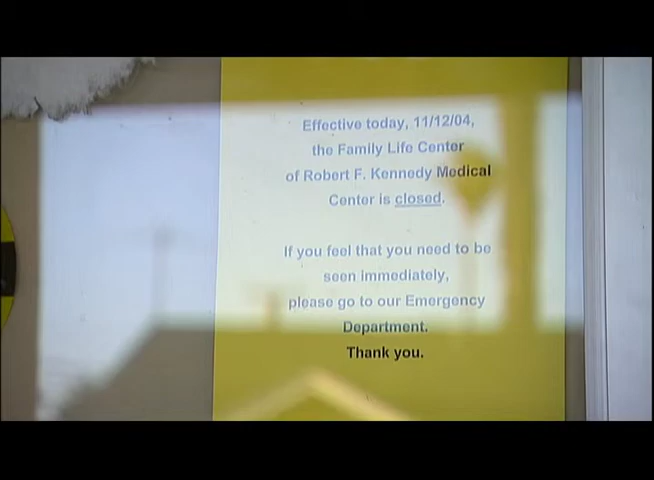 Effective today, 11/12/04,
the Family Life Center
of Robert F. Kennedy Medical
Center is closed.
If you feel that you need to be
seen immediately,
please go to our Emergency
Department.
Thank you.